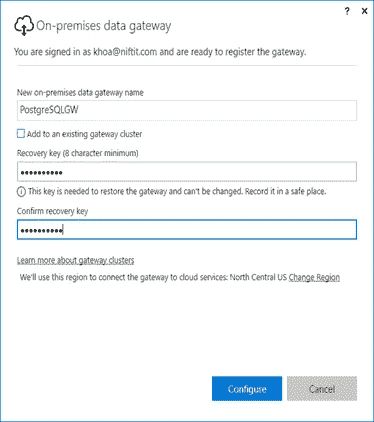 ? ×
On-premises data gateway
You are signed in as khoa@niftit.com and are ready to register the gateway.
New on-premises data gateway name
PostgreSQLGW
Add to an existing gateway cluster
Recovery key (8 character minimum)
••••••••••
This key is needed to restore the gateway and can't be changed. Record it in a safe place.
Confirm recovery key
••••••••••
Learn more about gateway clusters
We'll use this region to connect the gateway to cloud services: North Central US Change Region
Configure Cancel